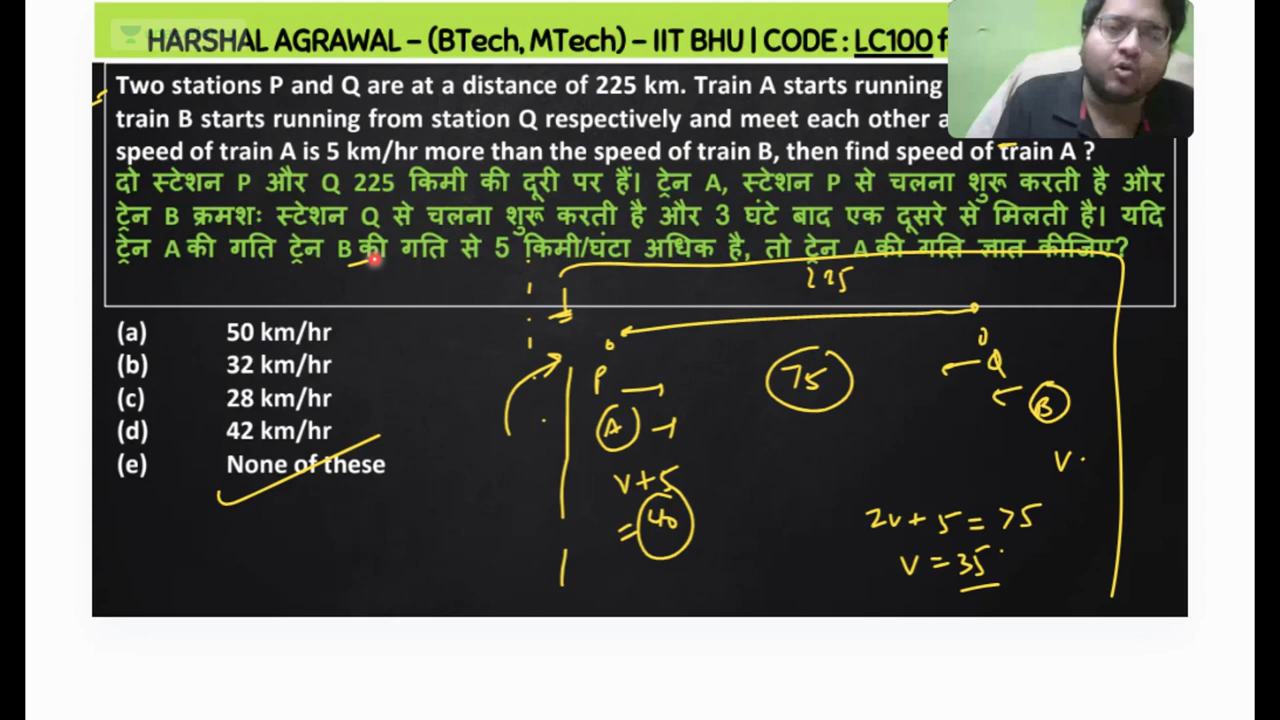 HARSHAL AGRAWAL – (BTech, MTech) – IIT BHU | CODE : LC100 f
Two stations P and Q are at a distance of 225 km. Train A starts running
train B starts running from station Q respectively and meet each other a
speed of train A is 5 km/hr more than the speed of train B, then find speed of train A ?
दो स्टेशन P और Q 225 किमी की दूरी पर हैं। ट्रेन A, स्टेशन P से चलना शुरू करती है और
ट्रेन B क्रमशः स्टेशन Q से चलना शुरू करती है और 3 घंटे बाद एक दूसरे से मिलती है। यदि
ट्रेन A की गति ट्रेन B की गति से 5 किमी/घंटा अधिक है, तो ट्रेन A की गति ज्ञात कीजिए?
225
(a) 50 km/hr
(b) 32 km/hr
(c) 28 km/hr
(d) 42 km/hr
(e) None of these
P
Q
75
A
B
v+5
v
= 40
2v + 5 = 75
v = 35